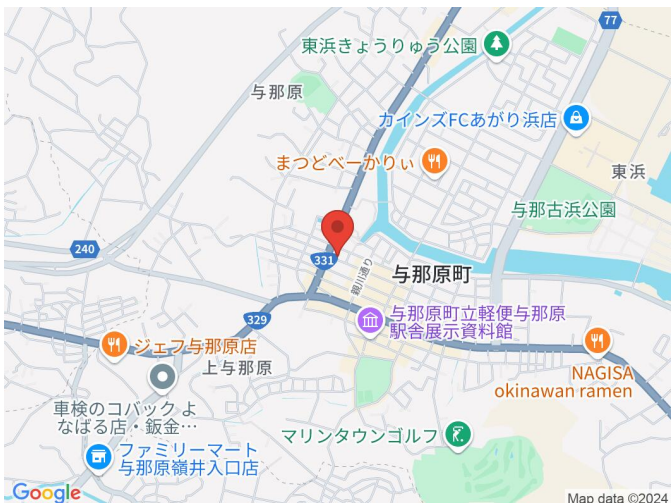 東浜きょうりゅう公園
77
与那原
カインズFCあがり浜店
まつどべーかりぃ
東浜
与那古浜公園
240
331
親川通り
与那原町
329
与那原町立軽便与那原
駅舎展示資料館
ジェフ与那原店
上与那原
NAGISA
okinawan ramen
車検のコバック よ
なばる店・鈑金…
マリンタウンゴルフ
ファミリーマート
与那原嶺井入口店
Google
Map data ©2024